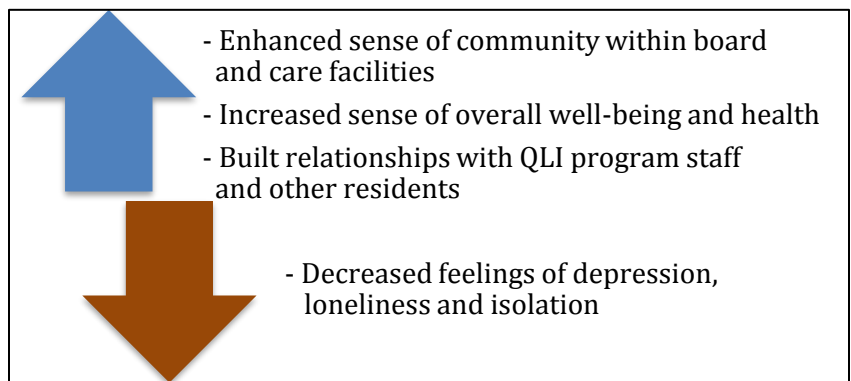 - Enhanced sense of community within board
and care facilities
- Increased sense of overall well-being and health
- Built relationships with QLI program staff
and other residents
- Decreased feelings of depression,
loneliness and isolation